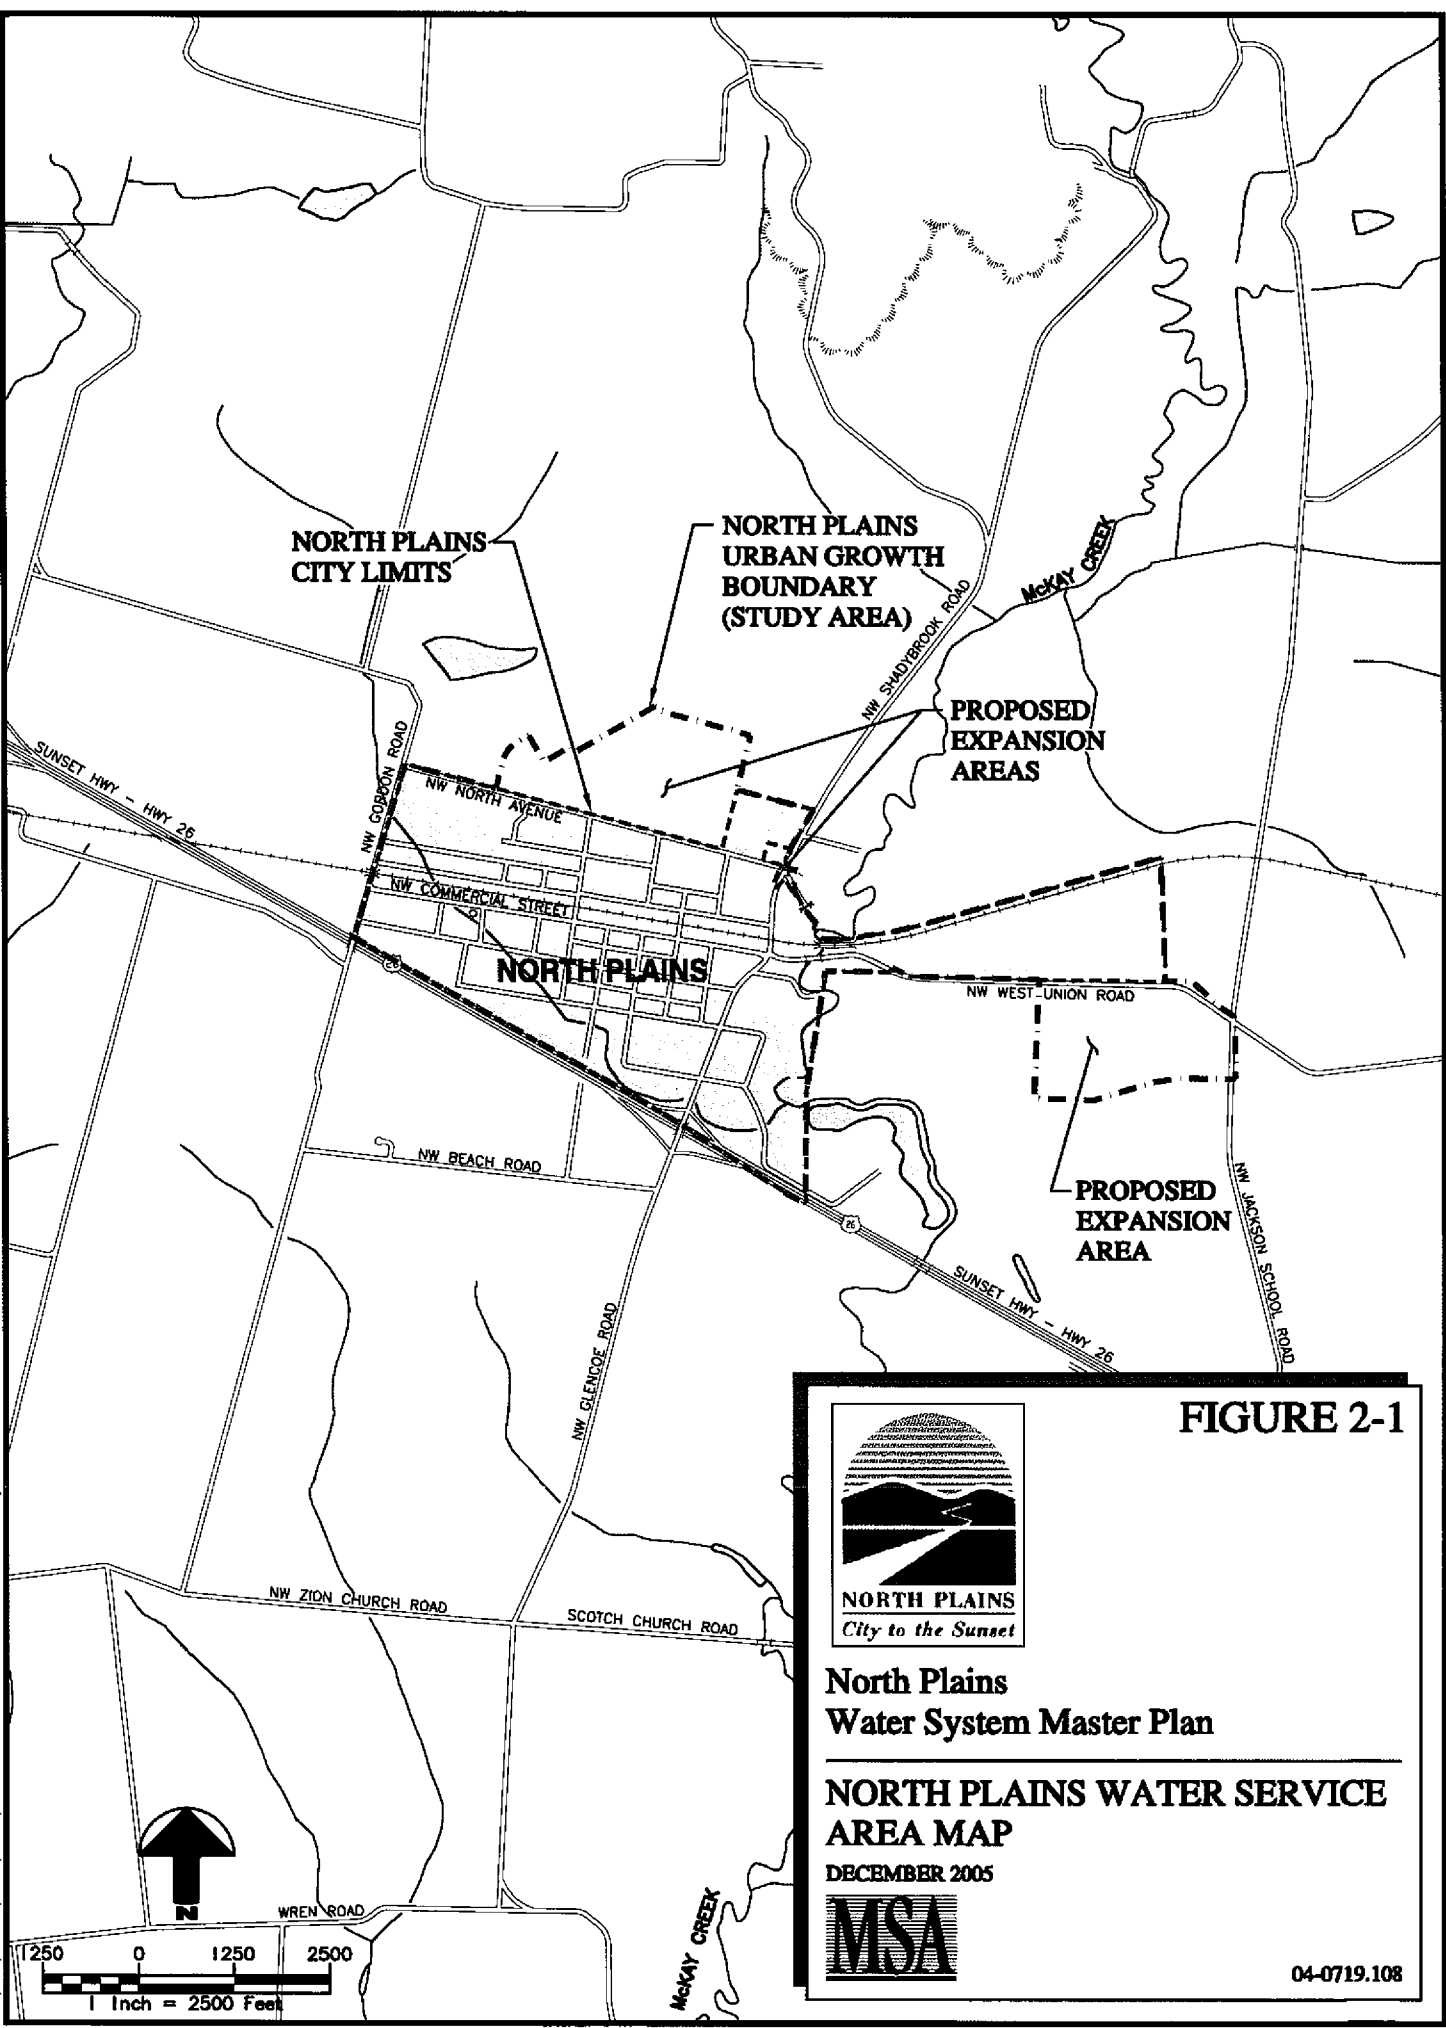 NORTH PLAINS
CITY LIMITS
NORTH PLAINS
URBAN GROWTH
BOUNDARY
(STUDY AREA)
McKAY CREEK
NW SHADYBROOK ROAD
PROPOSED
EXPANSION
AREAS
SUNSET HWY - HWY 26
NW GORDON ROAD
NW NORTH AVENUE
NW COMMERCIAL STREET
26
NORTH PLAINS
NW WEST UNION ROAD
NW BEACH ROAD
PROPOSED
EXPANSION
AREA
26
NW JACKSON SCHOOL ROAD
SUNSET HWY - HWY 26
NW GLENCOE ROAD
NW ZION CHURCH ROAD
SCOTCH CHURCH ROAD
WREN ROAD
McKAY CREEK
N
1250 0 1250 2500
1 Inch = 2500 Feet
FIGURE 2-1
NORTH PLAINS
City to the Sunset
North Plains
Water System Master Plan
NORTH PLAINS WATER SERVICE
AREA MAP
DECEMBER 2005
MSA
04-0719.108